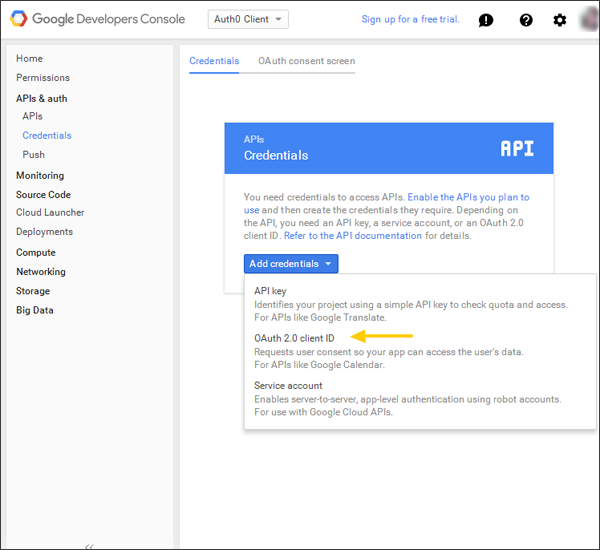 Google Developers Console
Auth0 Client
Sign up for a free trial.
Home
Permissions
APIs & auth
APIs
Credentials
Push
Monitoring
Source Code
Cloud Launcher
Deployments
Compute
Networking
Storage
Big Data
Credentials
OAuth consent screen
APIs
Credentials
API
You need credentials to access APIs. Enable the APIs you plan to
use and then create the credentials they require. Depending on
the API, you need an API key, a service account, or an OAuth 2.0
client ID. Refer to the API documentation for details.
Add credentials
API key
Identifies your project using a simple API key to check quota and access.
For APIs like Google Translate.
OAuth 2.0 client ID
Requests user consent so your app can access the user's data.
For APIs like Google Calendar.
Service account
Enables server-to-server, app-level authentication using robot accounts.
For use with Google Cloud APIs.